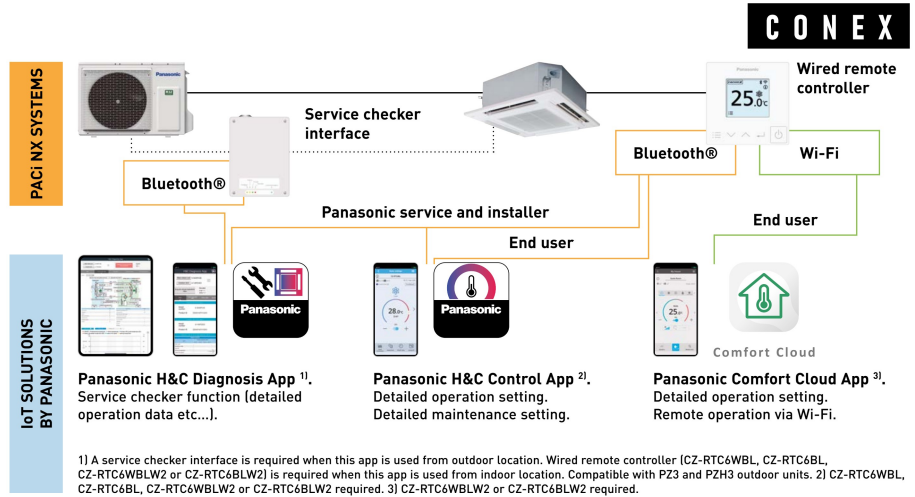 CONEX
PACi NX SYSTEMS
Panasonic
Service checker
interface
Panasonic
25.0°C
Wired remote
controller
Bluetooth®
Bluetooth®
Wi-Fi
Panasonic service and installer
End user
End user
IoT SOLUTIONS
BY PANASONIC
Panasonic
28.0
Panasonic
Comfort Cloud
Panasonic H&C Diagnosis App 1).
Service checker function (detailed
operation data etc...).
Panasonic H&C Control App 2).
Detailed operation setting.
Detailed maintenance setting.
Panasonic Comfort Cloud App 3).
Detailed operation setting.
Remote operation via Wi-Fi.
1) A service checker interface is required when this app is used from outdoor location. Wired remote controller (CZ-RTC6WBL, CZ-RTC6BL,
CZ-RTC6WBLW2 or CZ-RTC6BLW2) is required when this app is used from indoor location. Compatible with PZ3 and PZH3 outdoor units. 2) CZ-RTC6WBL,
CZ-RTC6BL, CZ-RTC6WBLW2 or CZ-RTC6BLW2 required. 3) CZ-RTC6WBLW2 or CZ-RTC6BLW2 required.